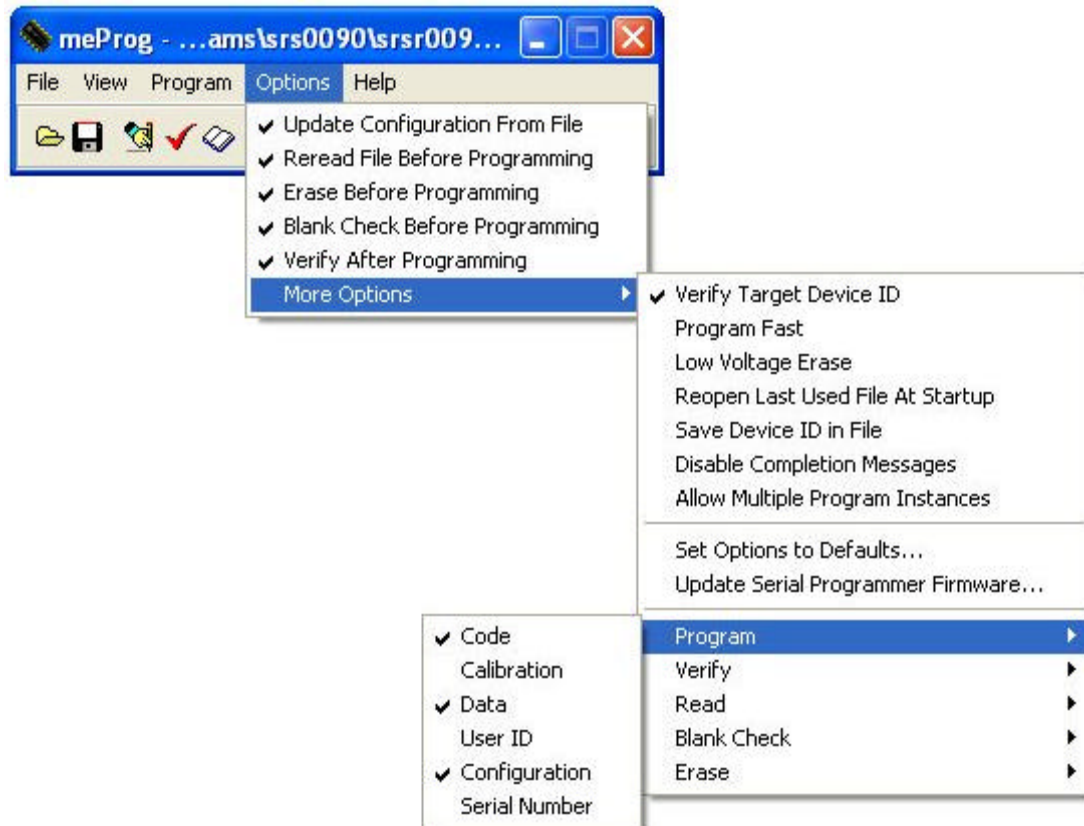 meProg - ...ams\srs0090\srsr009...
File View Program Options Help
Update Configuration From File
Reread File Before Programming
Erase Before Programming
Blank Check Before Programming
Verify After Programming
More Options
Verify Target Device ID
Program Fast
Low Voltage Erase
Reopen Last Used File At Startup
Save Device ID in File
Disable Completion Messages
Allow Multiple Program Instances
Set Options to Defaults...
Update Serial Programmer Firmware...
Program
Verify
Read
Blank Check
Erase
Code
Calibration
Data
User ID
Configuration
Serial Number